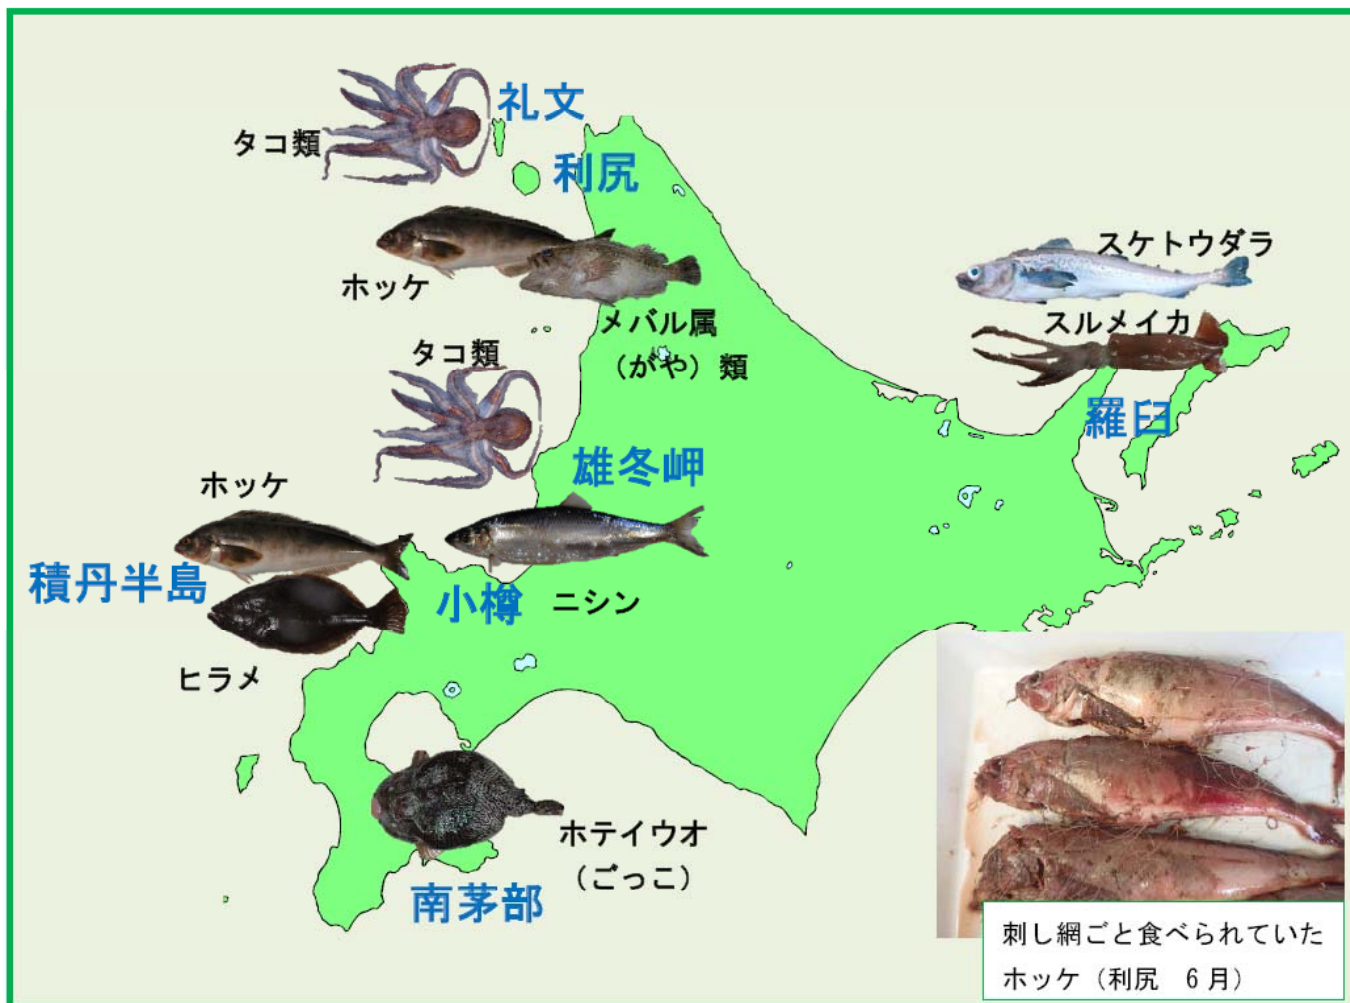 礼文
タコ類
利尻
ホッケ
メバル属
（がや）類
スケトウダラ
スルメイカ
羅臼
タコ類
雄冬岬
ホッケ
積丹半島
小樽
ニシン
ヒラメ
ホテイウオ
（ごっこ）
南茅部
刺し網ごと食べられていた
ホッケ（利尻　6月）